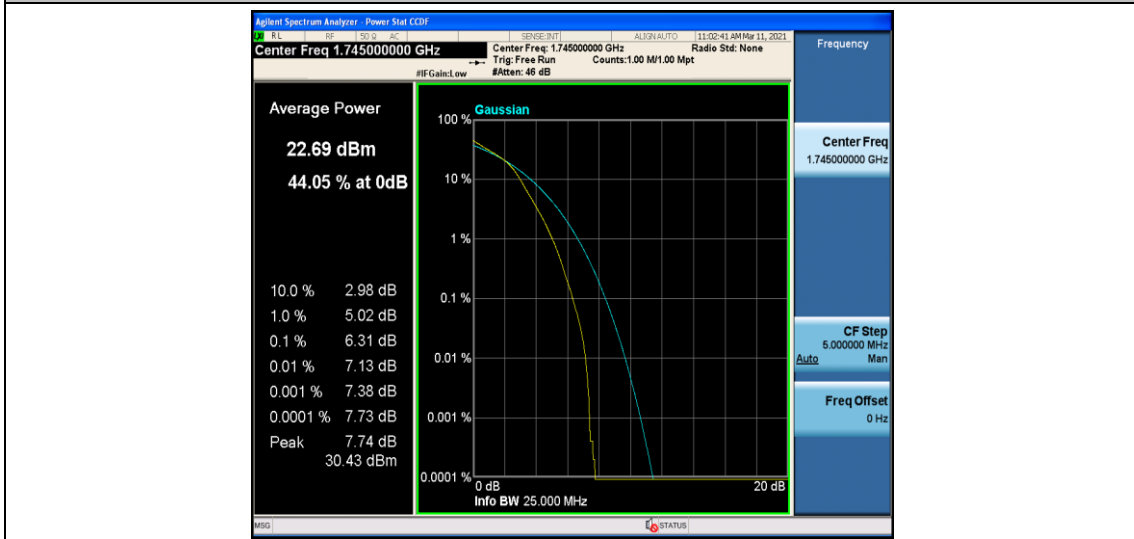 Agilent Spectrum Analyzer - Power Stat CCDF
RL RF 50 Ω AC SENSE:INT ALIGN AUTO 11:02:41 AM Mar 11, 2021
Center Freq 1.745000000 GHz
Center Freq: 1.745000000 GHz Radio Std: None
Trig: Free Run Counts:1.00 M/1.00 Mpt
#IFGain:Low #Atten: 46 dB
Frequency
Average Power
22.69 dBm
44.05 % at 0dB
10.0 % 2.98 dB
1.0 % 5.02 dB
0.1 % 6.31 dB
0.01 % 7.13 dB
0.001 % 7.38 dB
0.0001 % 7.73 dB
Peak 7.74 dB
30.43 dBm
Gaussian
100 %
10 %
1 %
0.1 %
0.01 %
0.001 %
0.0001 %
0 dB 20 dB
Info BW 25.000 MHz
Center Freq
1.745000000 GHz
CF Step
5.000000 MHz
Auto Man
Freq Offset
0 Hz
MSG STATUS